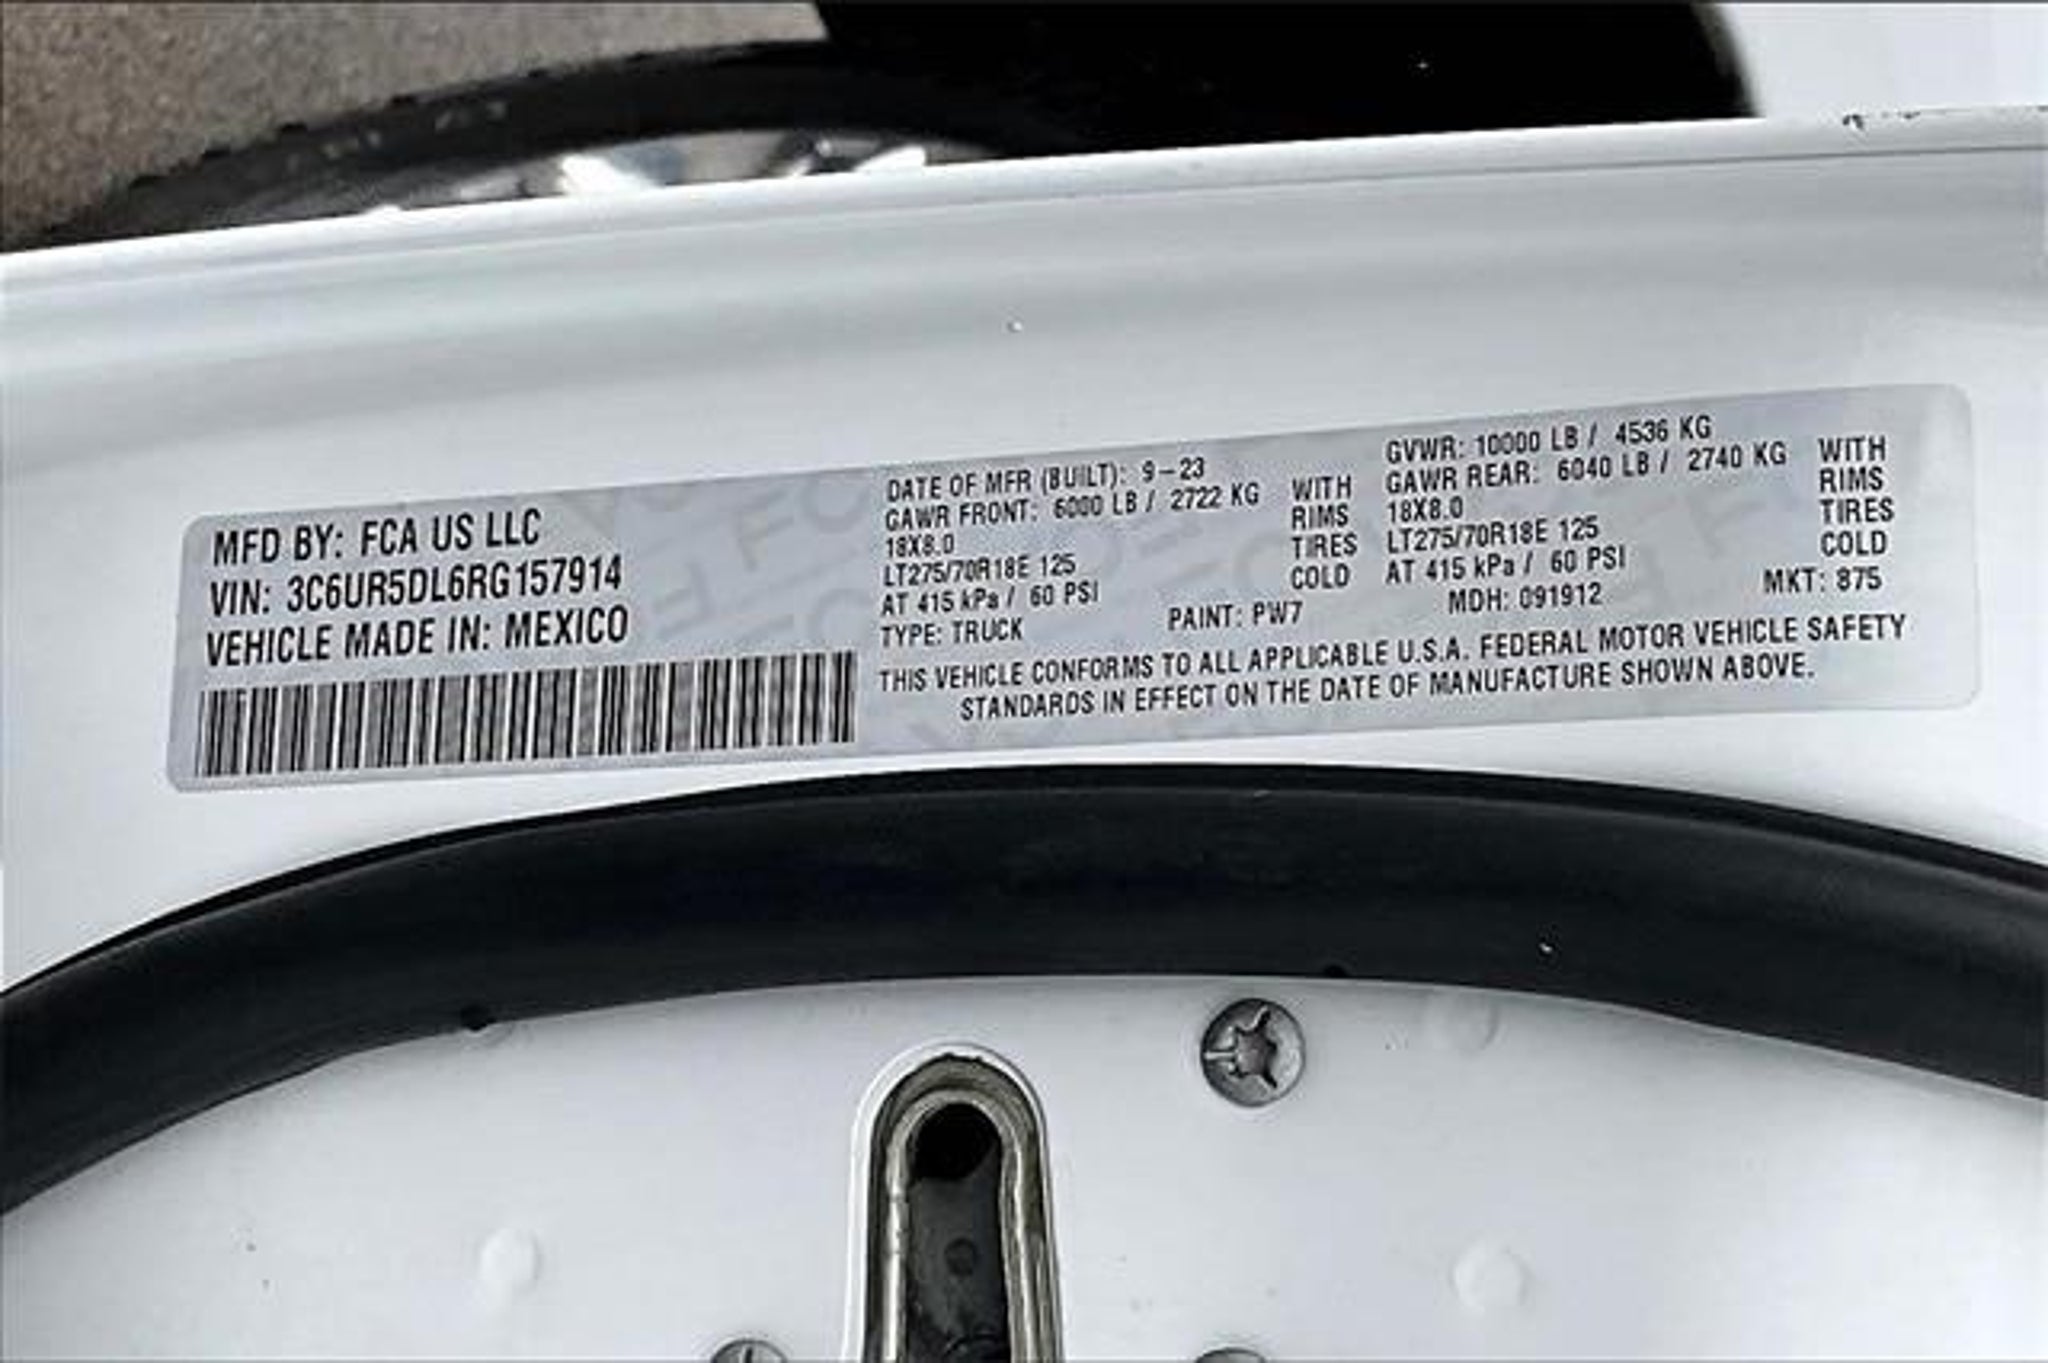 MFD BY: FCA US LLC
VIN: 3C6UR5DL6RG157914
VEHICLE MADE IN: MEXICO
DATE OF MFR (BUILT): 9-23
GAWR FRONT: 6000 LB / 2722 KG WITH
18X8.0 RIMS
LT275/70R18E 125 TIRES
AT 415 kPa / 60 PSI COLD
GVWR: 10000 LB / 4536 KG
GAWR REAR: 6040 LB / 2740 KG WITH
18X8.0 RIMS
LT275/70R18E 125 TIRES
AT 415 kPa / 60 PSI COLD
TYPE: TRUCK PAINT: PW7 MDH: 091912 MKT: 875
THIS VEHICLE CONFORMS TO ALL APPLICABLE U.S.A. FEDERAL MOTOR VEHICLE SAFETY
STANDARDS IN EFFECT ON THE DATE OF MANUFACTURE SHOWN ABOVE.